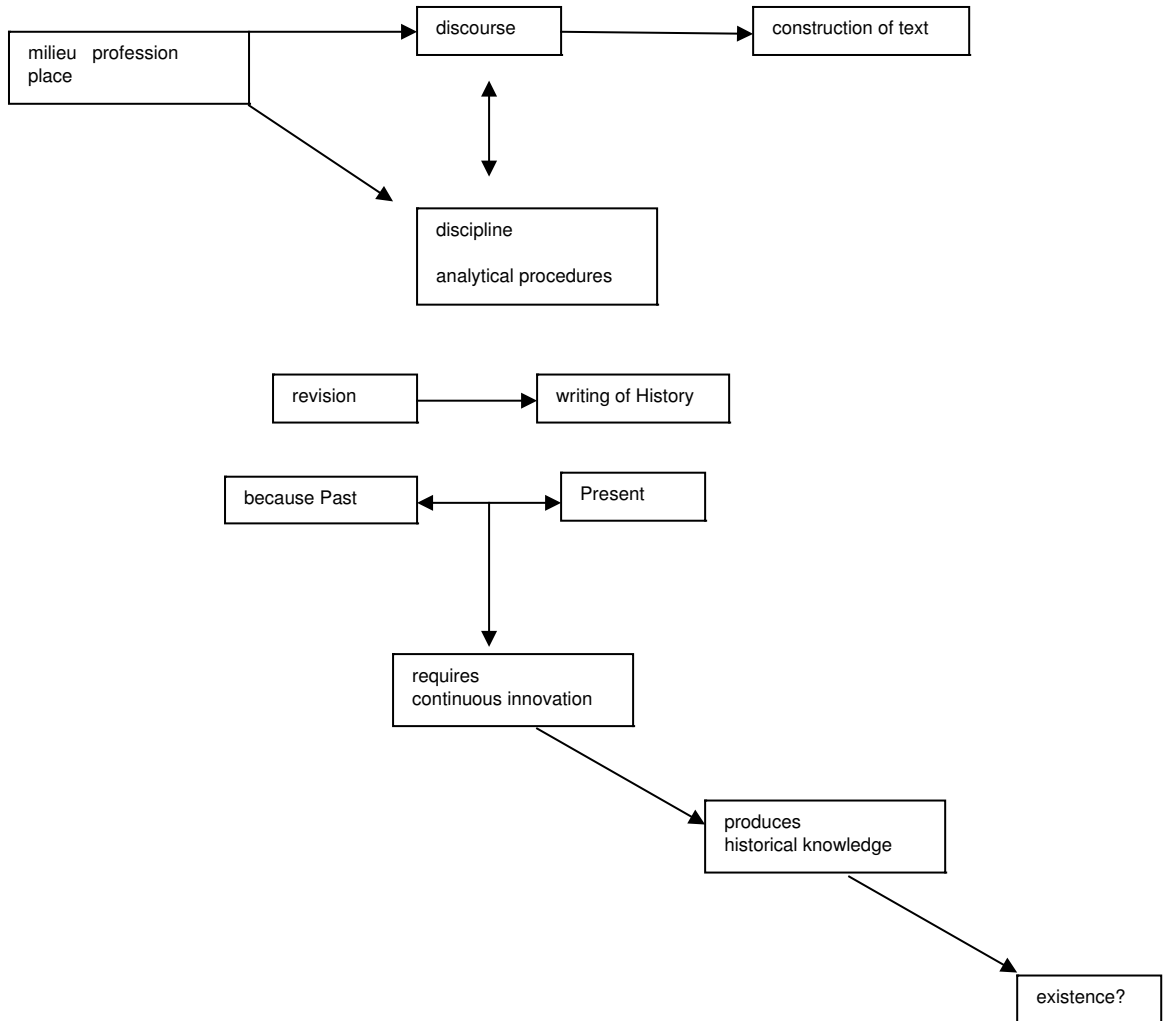 discourse
construction of text
milieu profession
place
discipline
analytical procedures
revision
writing of History
because Past
Present
requires
continuous innovation
produces
historical knowledge
existence?